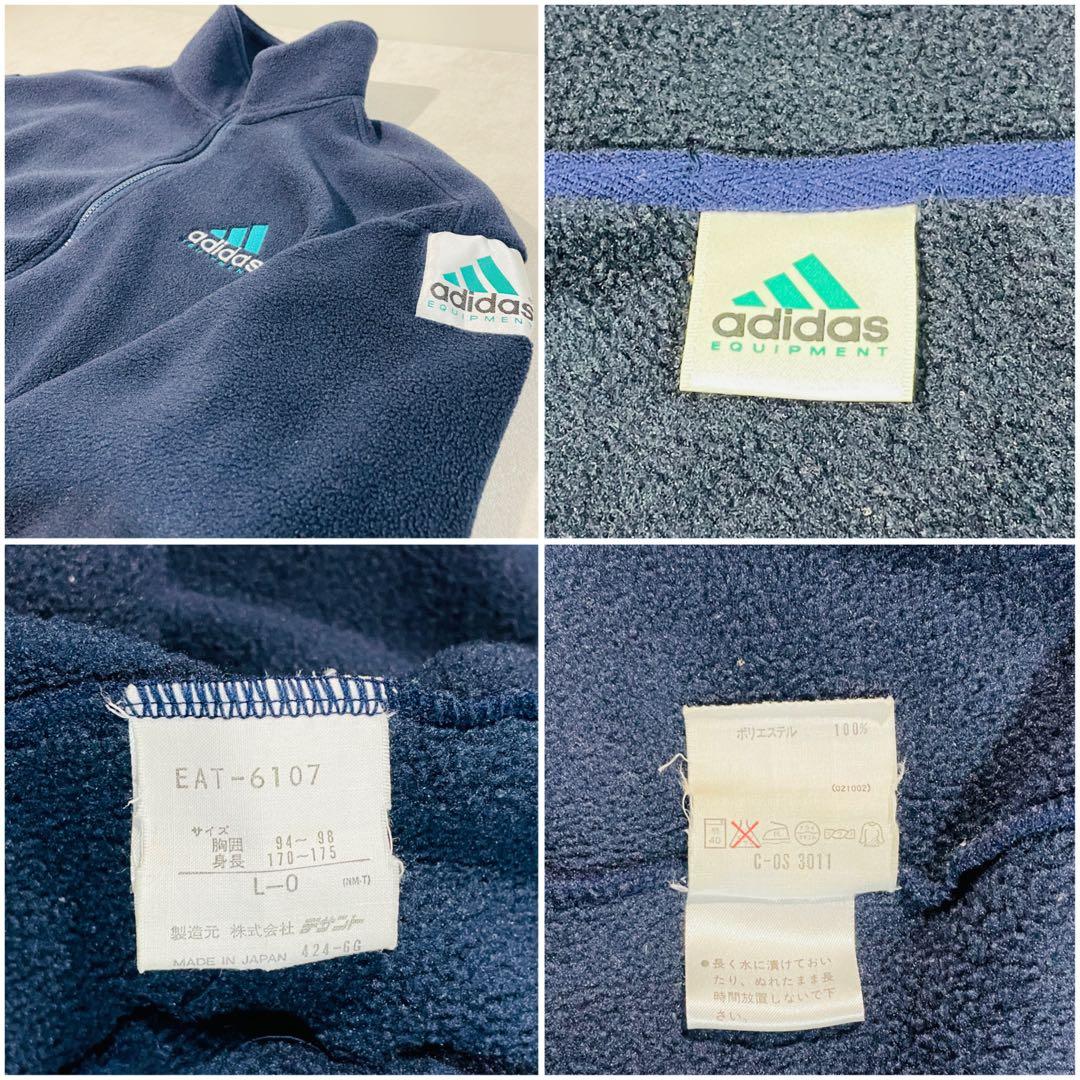 adidas
EQUIPMENT
adidas
EQUIPMENT
adidas
EQUIPMENT
EAT-6107
サイズ
胸囲 94～98
身長 170～175
L-0 (NM-T)
製造元 株式会社 デサント
MADE IN JAPAN 424-6G
ポリエステル 100%
(021002)
40
C-OS 3011
●長く水に漬けておい
たり、ぬれたまま長
時間放置しないで下
さい。